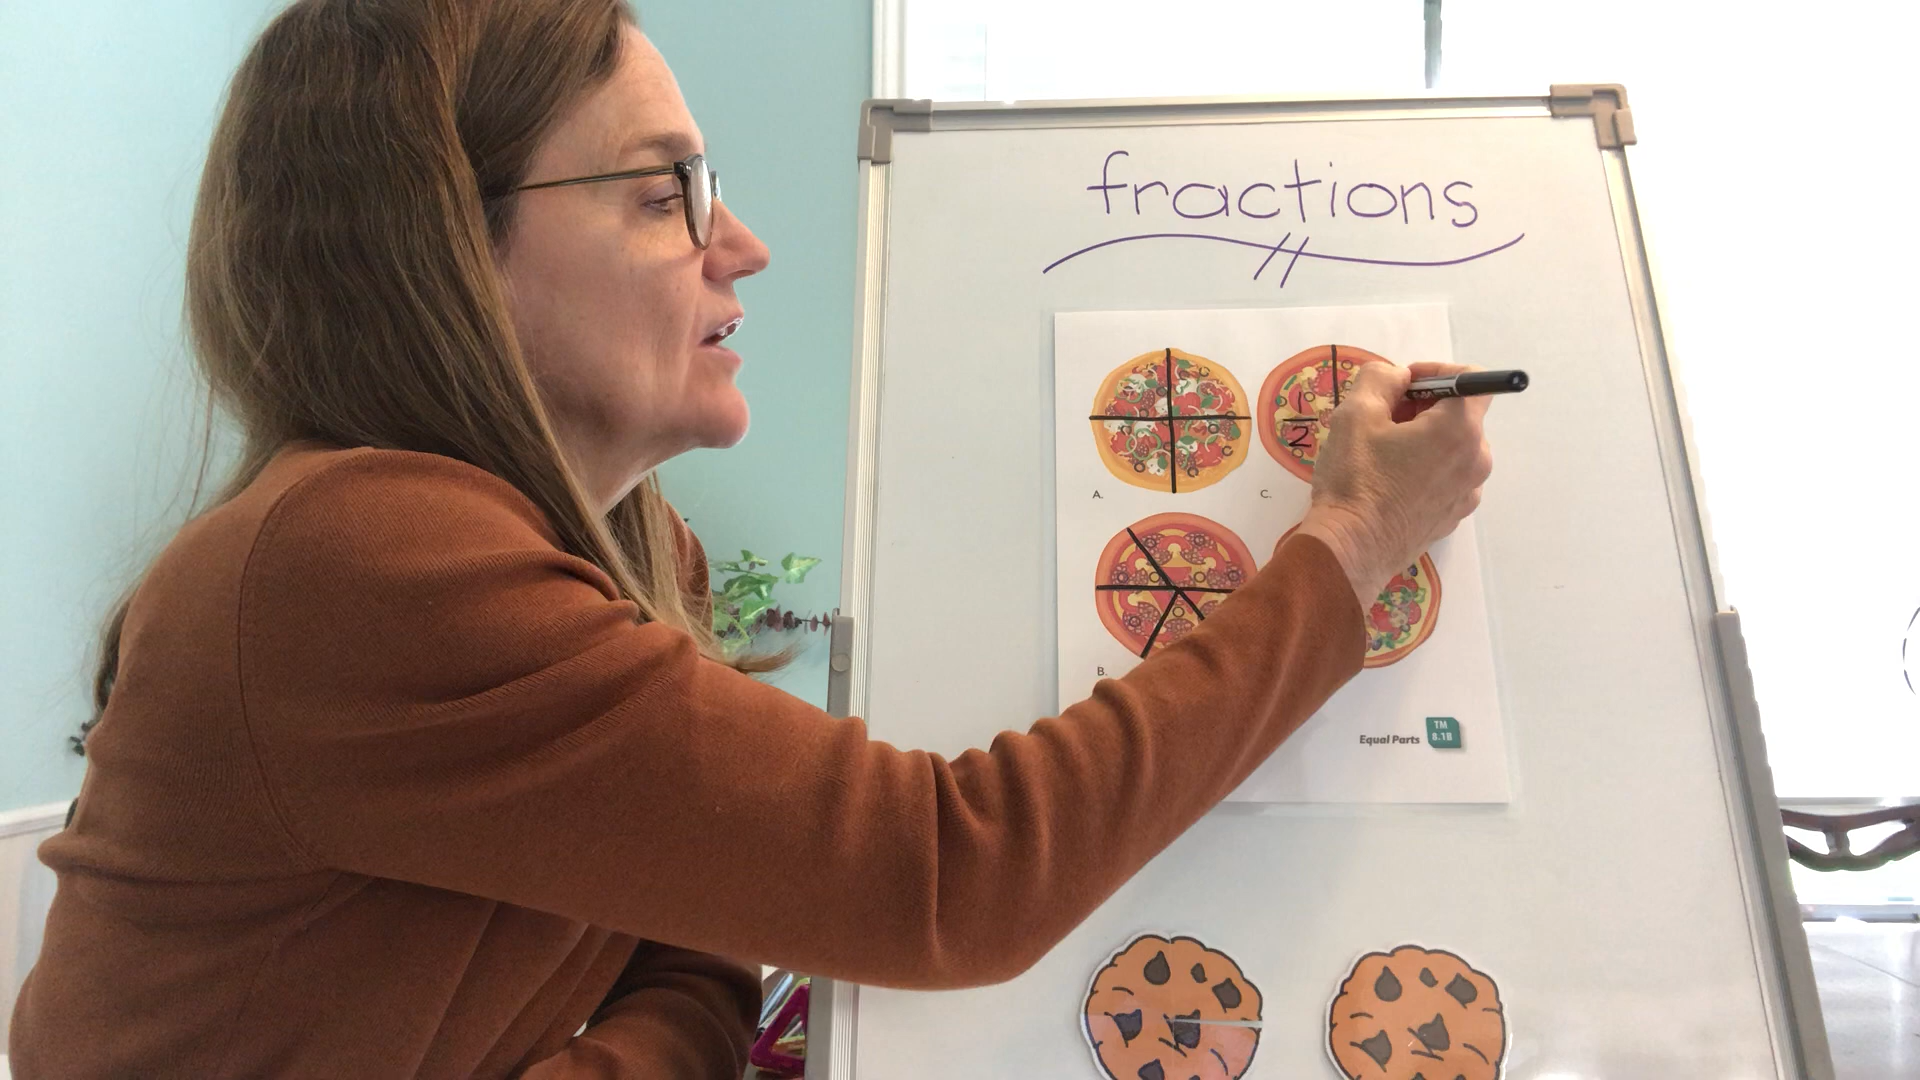 fractions
1
2
A.
C.
B.
Equal Parts
TM
8.1B